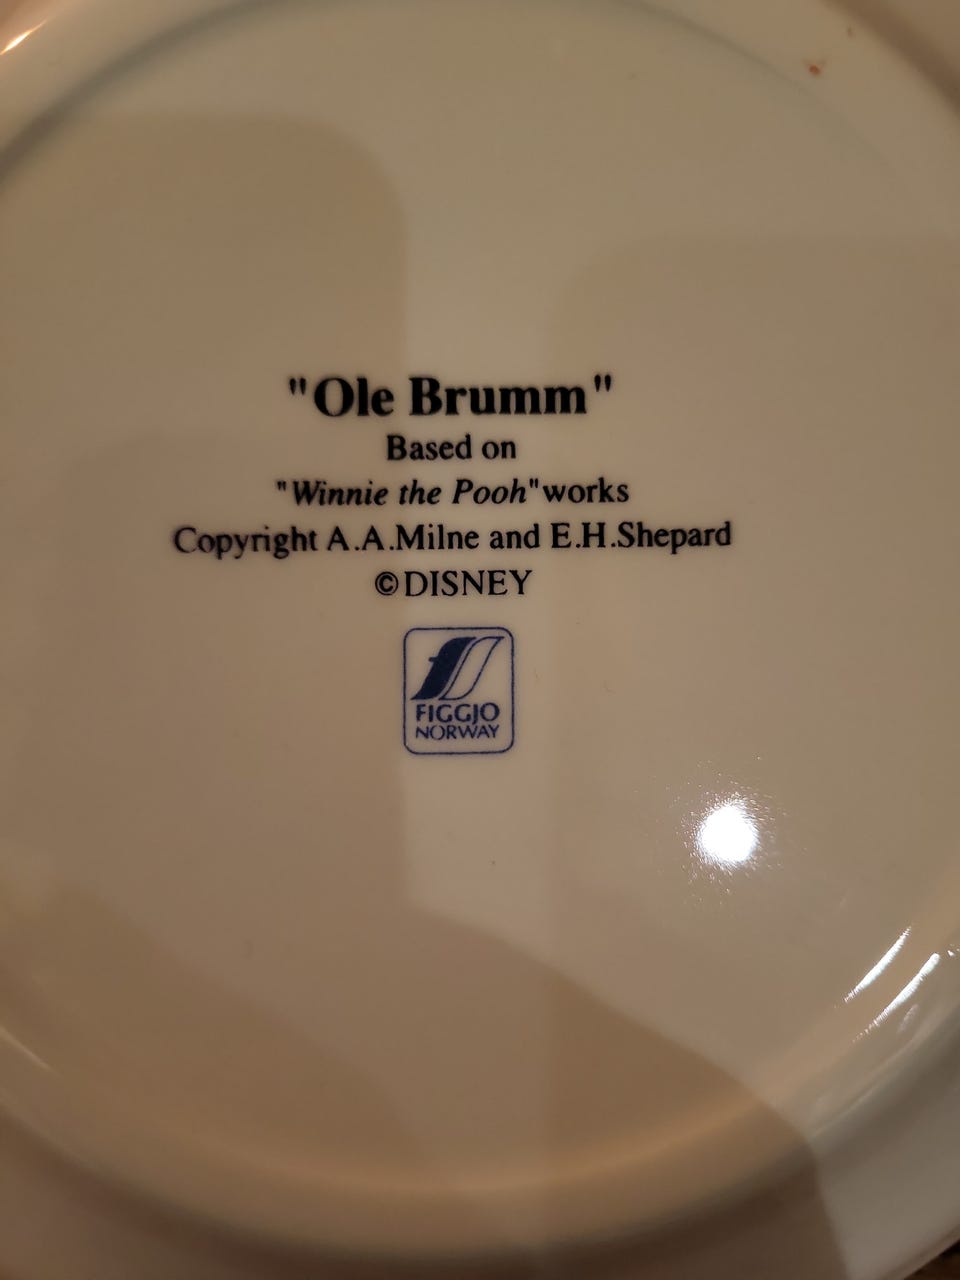 "Ole Brumm"
Based on
"Winnie the Pooh"works
Copyright A.A.Milne and E.H.Shepard
©DISNEY
FIGGJO
NORWAY